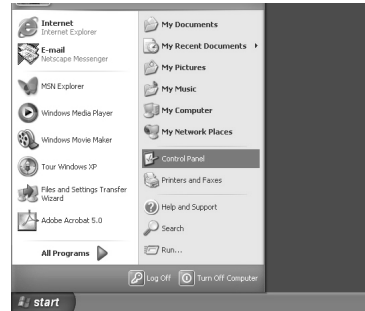 Internet
Internet Explorer
E-mail
Netscape Messenger
MSN Explorer
Windows Media Player
Windows Movie Maker
Tour Windows XP
Files and Settings Transfer
Wizard
Adobe Acrobat 5.0
All Programs
My Documents
My Recent Documents
My Pictures
My Music
My Computer
My Network Places
Control Panel
Printers and Faxes
Help and Support
Search
Run...
Log Off
Turn Off Computer
start